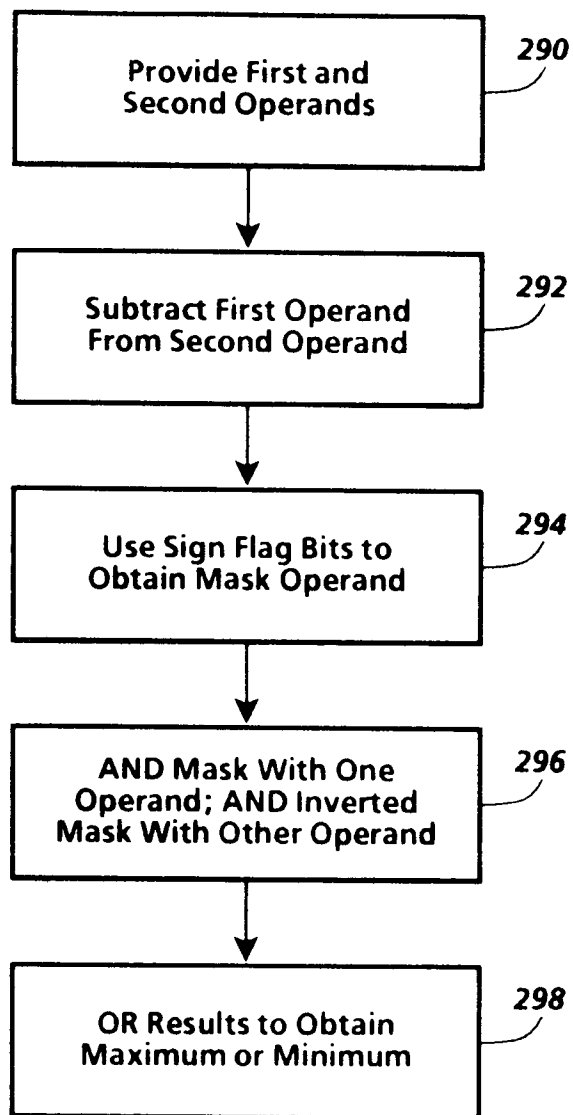 290
Provide First and
Second Operands
292
Subtract First Operand
From Second Operand
294
Use Sign Flag Bits to
Obtain Mask Operand
296
AND Mask With One
Operand; AND Inverted
Mask With Other Operand
298
OR Results to Obtain
Maximum or Minimum